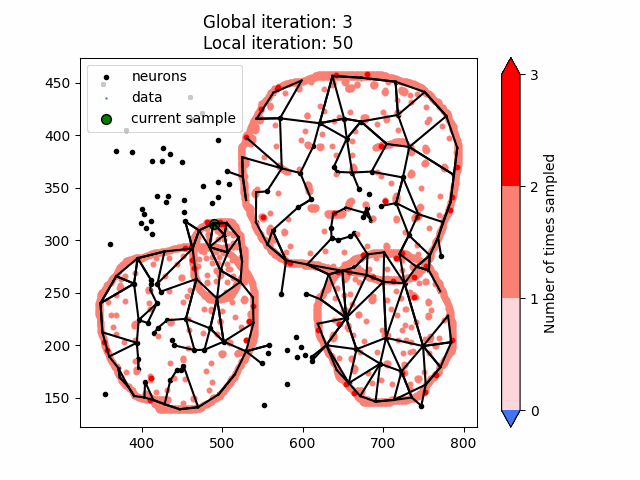 Global iteration: 3
Local iteration: 50
neurons
data
current sample
450
400
350
300
250
200
150
400
500
600
700
800
3
2
1
0
Number of times sampled